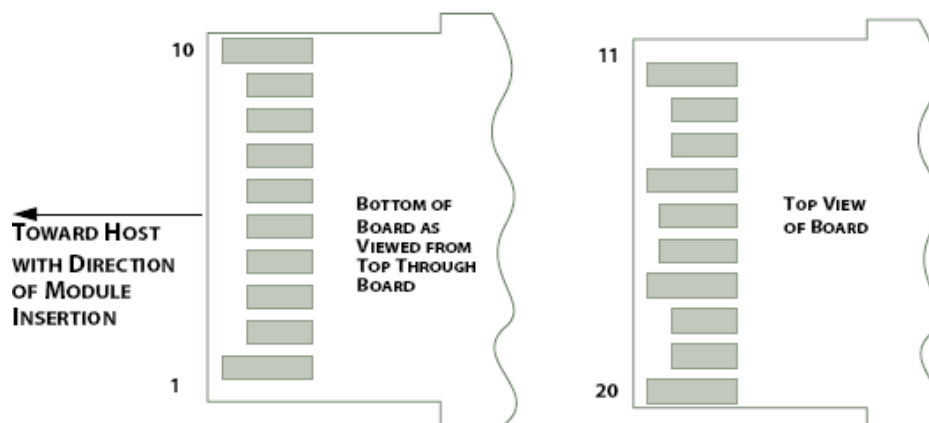 10
TOWARD HOST
WITH DIRECTION
OF MODULE
INSERTION
1
BOTTOM OF
BOARD AS
VIEWED FROM
TOP THROUGH
BOARD
11
TOP VIEW
OF BOARD
20